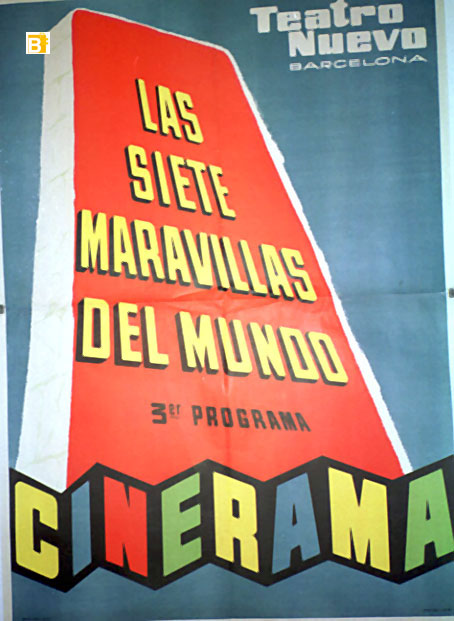 Teatro
Nuevo
BARCELONA
LAS
SIETE
MARAVILLAS
DEL MUNDO
3er PROGRAMA
CINERAMA